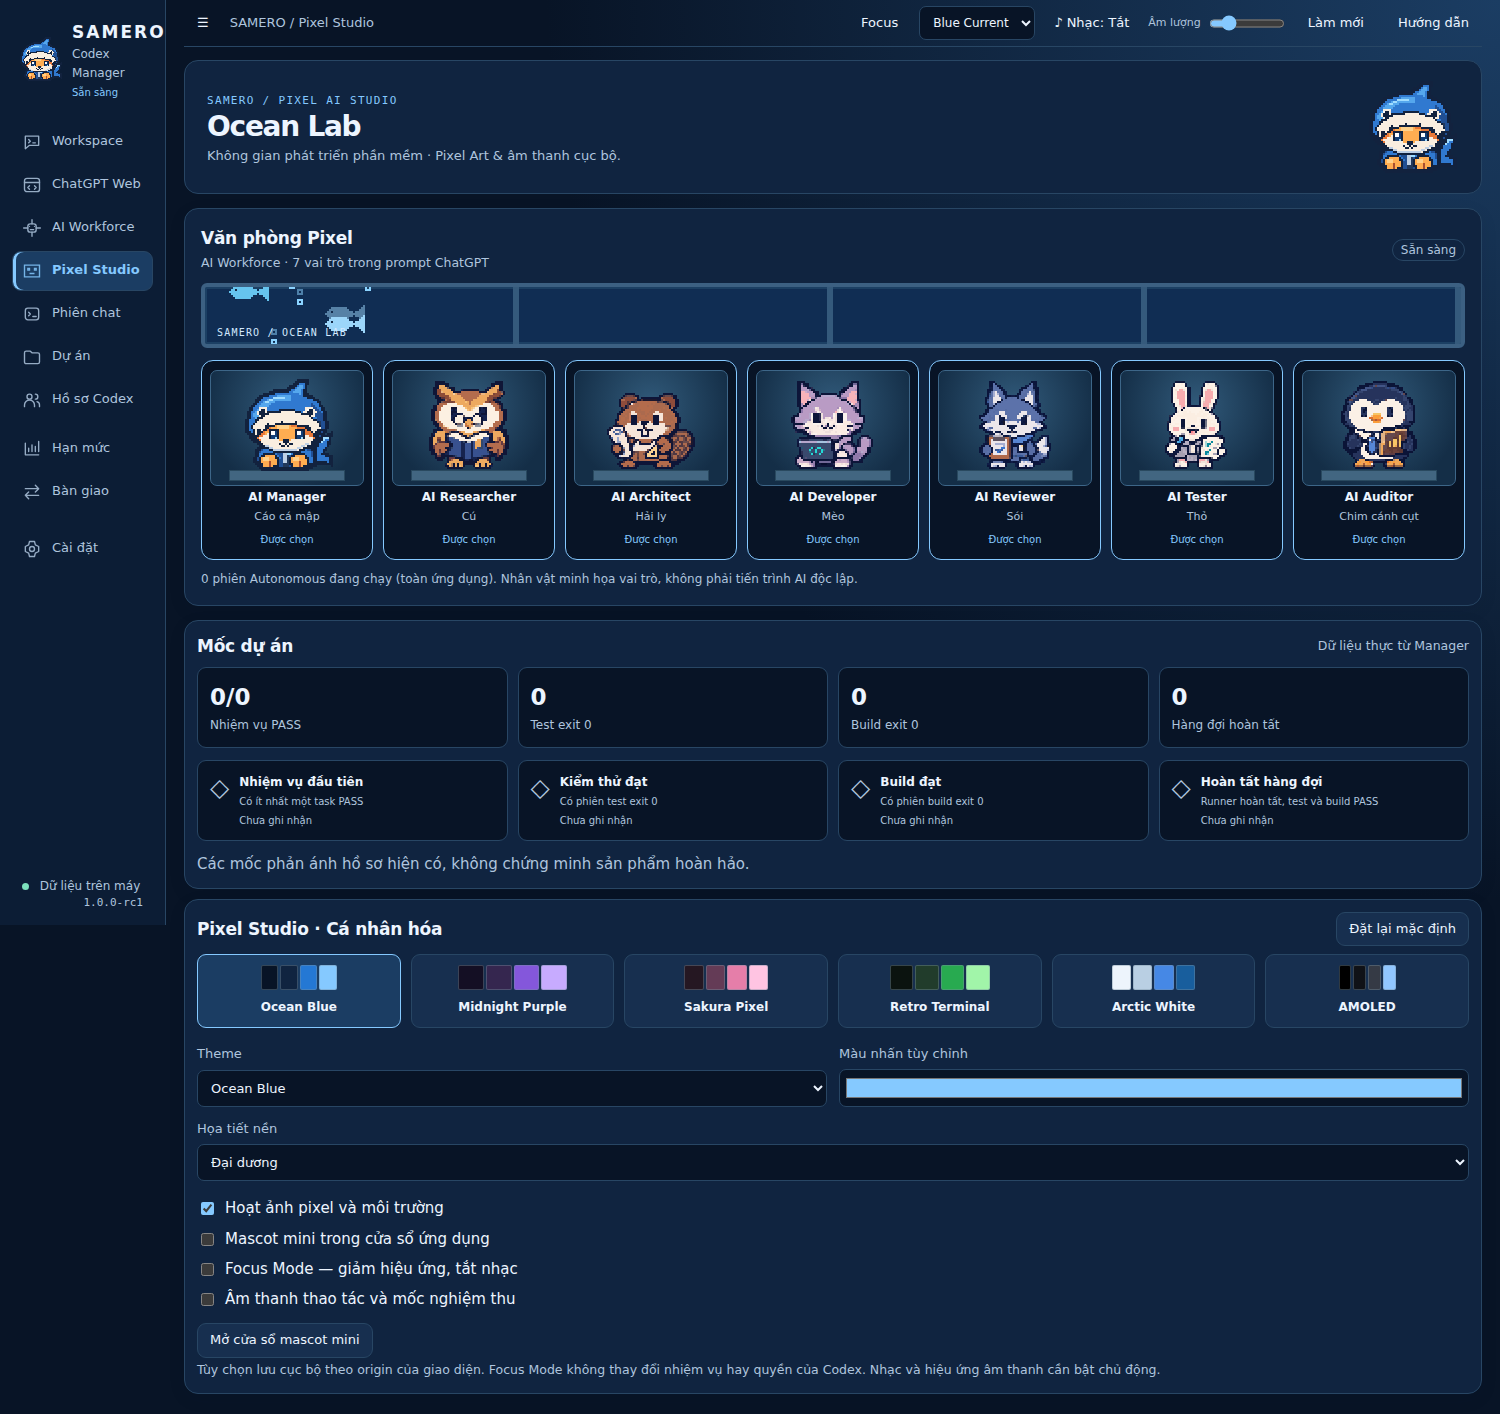 SAMERO
Codex
Manager
Sẵn sàng
Workspace
ChatGPT Web
AI Workforce
Pixel Studio
Phiên chat
Dự án
Hồ sơ Codex
Hạn mức
Bàn giao
Cài đặt
Dữ liệu trên máy
1.0.0-rc1
☰ SAMERO / Pixel Studio
Focus Blue Current ♪ Nhạc: Tắt Âm lượng Làm mới Hướng dẫn
SAMERO / PIXEL AI STUDIO
Ocean Lab
Không gian phát triển phần mềm · Pixel Art & âm thanh cục bộ.
Văn phòng Pixel
AI Workforce · 7 vai trò trong prompt ChatGPT
Sẵn sàng
SAMERO / OCEAN LAB
AI Manager
Cáo cá mập
Được chọn
AI Researcher
Cú
Được chọn
AI Architect
Hải ly
Được chọn
AI Developer
Mèo
Được chọn
AI Reviewer
Sói
Được chọn
AI Tester
Thỏ
Được chọn
AI Auditor
Chim cánh cụt
Được chọn
0 phiên Autonomous đang chạy (toàn ứng dụng). Nhân vật minh họa vai trò, không phải tiến trình AI độc lập.
Mốc dự án
Dữ liệu thực từ Manager
0/0
Nhiệm vụ PASS
0
Test exit 0
0
Build exit 0
0
Hàng đợi hoàn tất
Nhiệm vụ đầu tiên
Có ít nhất một task PASS
Chưa ghi nhận
Kiểm thử đạt
Có phiên test exit 0
Chưa ghi nhận
Build đạt
Có phiên build exit 0
Chưa ghi nhận
Hoàn tất hàng đợi
Runner hoàn tất, test và build PASS
Chưa ghi nhận
Các mốc phản ánh hồ sơ hiện có, không chứng minh sản phẩm hoàn hảo.
Pixel Studio · Cá nhân hóa
Đặt lại mặc định
Ocean Blue
Midnight Purple
Sakura Pixel
Retro Terminal
Arctic White
AMOLED
Theme
Ocean Blue
Màu nhấn tùy chỉnh
Họa tiết nền
Đại dương
Hoạt ảnh pixel và môi trường
Mascot mini trong cửa sổ ứng dụng
Focus Mode — giảm hiệu ứng, tắt nhạc
Âm thanh thao tác và mốc nghiệm thu
Mở cửa sổ mascot mini
Tùy chọn lưu cục bộ theo origin của giao diện. Focus Mode không thay đổi nhiệm vụ hay quyền của Codex. Nhạc và hiệu ứng âm thanh cần bật chủ động.